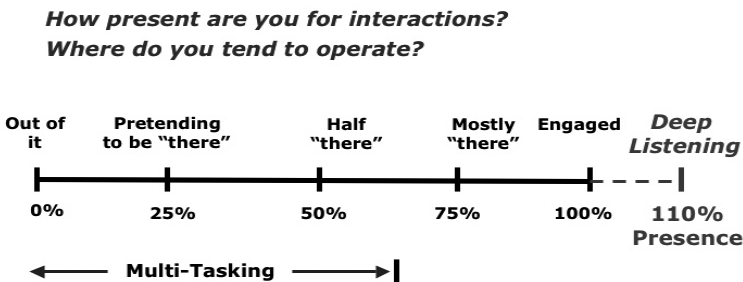 How present are you for interactions?
Where do you tend to operate?
Out of it
Pretending to be “there”
Half “there”
Mostly “there”
Engaged
Deep Listening
0%
25%
50%
75%
100%
110% Presence
Multi-Tasking